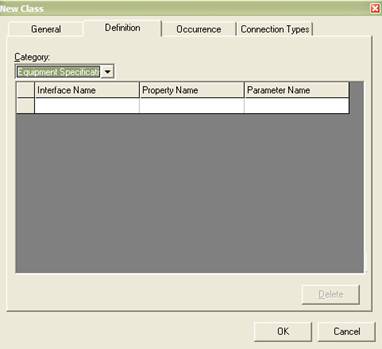 New Class
General Definition Occurrence Connection Types
Category:
Equipment Specificati
Interface Name Property Name Parameter Name
Delete
OK Cancel